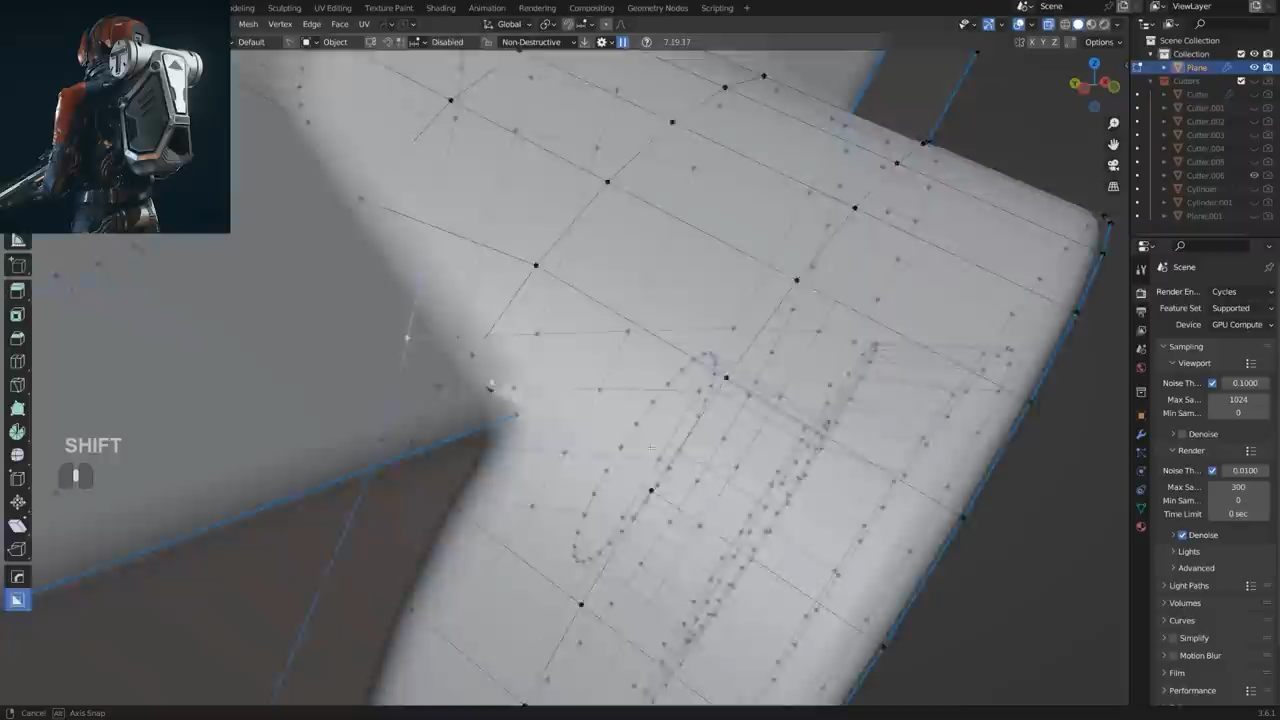 odeling Sculpting UV Editing Texture Paint Shading Animation Rendering Compositing Geometry Nodes Scripting + Scene ViewLayer
Mesh Vertex Edge Face UV Global
Default Object Disabled Non-Destructive 7.19.17 X Y Z Options
Scene Collection
Collection
Plane
Cutters
Cutter
Cutter.001
Cutter.002
Cutter.003
Cutter.004
Cutter.005
Cutter.006
Cylinder
Cylinder.001
Plane.001
Scene
Render En... Cycles
Feature Set Supported
Device GPU Compute
Sampling
Viewport
Noise Th... 0.1000
Max Sa... 1024
Min Sam... 0
Denoise
Render
Noise Th... 0.0100
Max Sa... 300
Min Sam... 0
Time Limit 0 sec
Denoise
Lights
Advanced
Light Paths
Volumes
Curves
Simplify
Motion Blur
Film
Performance
SHIFT
Cancel Alt Axis Snap 3.6.1